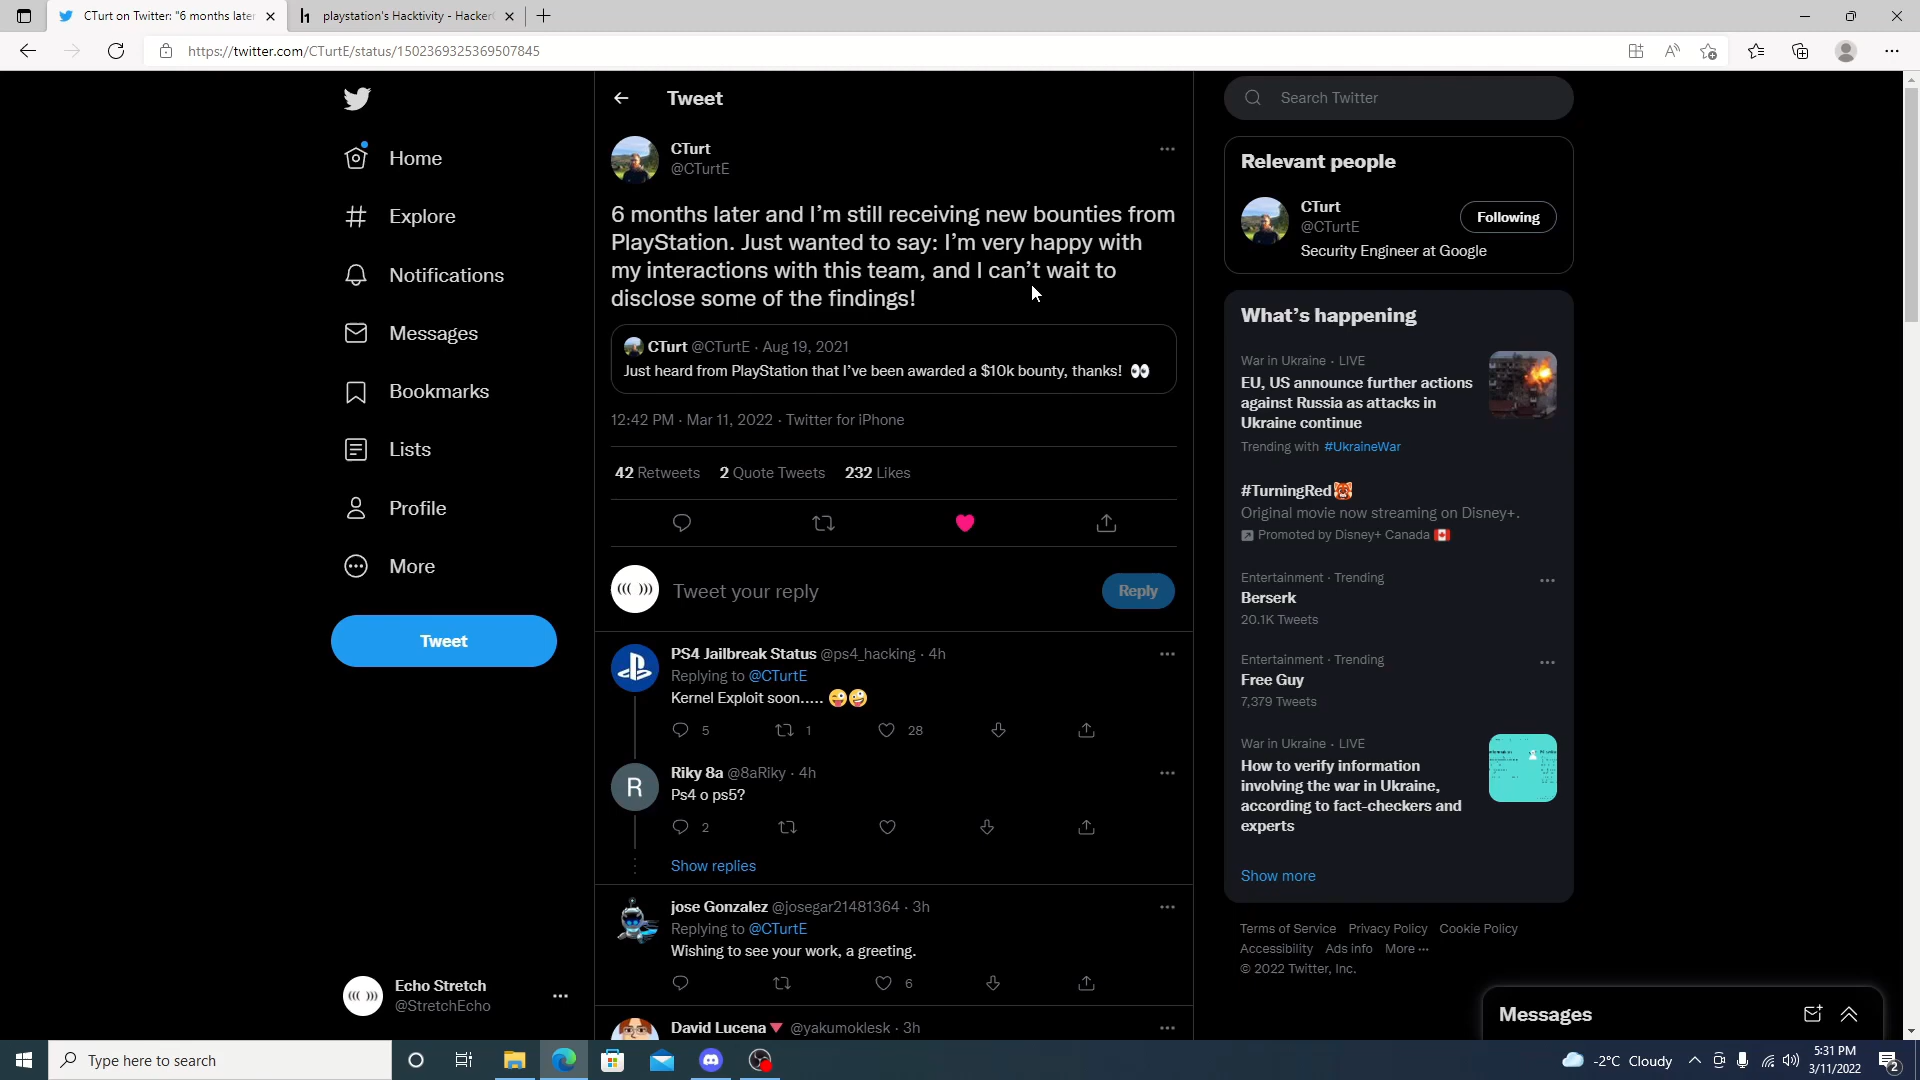 CTurt on Twitter: "6 months later
playstation's Hacktivity - Hacker
https://twitter.com/CTurtE/status/1502369325369507845
Home
Explore
Notifications
Messages
Bookmarks
Lists
Profile
More
Tweet
Echo Stretch
@StretchEcho
Tweet
CTurt
@CTurtE
6 months later and I'm still receiving new bounties from
PlayStation. Just wanted to say: I'm very happy with
my interactions with this team, and I can't wait to
disclose some of the findings!
CTurt @CTurtE · Aug 19, 2021
Just heard from PlayStation that I've been awarded a $10k bounty, thanks! 👀
12:42 PM · Mar 11, 2022 · Twitter for iPhone
42 Retweets 2 Quote Tweets 232 Likes
Tweet your reply
Reply
PS4 Jailbreak Status @ps4_hacking · 4h
Replying to @CTurtE
Kernel Exploit soon..... 😜🤪
5 1 28
R
Riky 8a @8aRiky · 4h
Ps4 o ps5?
2
Show replies
jose Gonzalez @josegar21481364 · 3h
Replying to @CTurtE
Wishing to see your work, a greeting.
6
David Lucena🔻 @yakumoklesk · 3h
Search Twitter
Relevant people
CTurt
@CTurtE
Following
Security Engineer at Google
What's happening
War in Ukraine · LIVE
EU, US announce further actions
against Russia as attacks in
Ukraine continue
Trending with #UkraineWar
#TurningRed
Original movie now streaming on Disney+.
Promoted by Disney+ Canada 🇨🇦
Entertainment · Trending
Berserk
20.1K Tweets
Entertainment · Trending
Free Guy
7,379 Tweets
War in Ukraine · LIVE
How to verify information
involving the war in Ukraine,
according to fact-checkers and
experts
Show more
Terms of Service Privacy Policy Cookie Policy
Accessibility Ads info More ···
© 2022 Twitter, Inc.
Messages
Type here to search
-2°C Cloudy
5:31 PM
3/11/2022
2